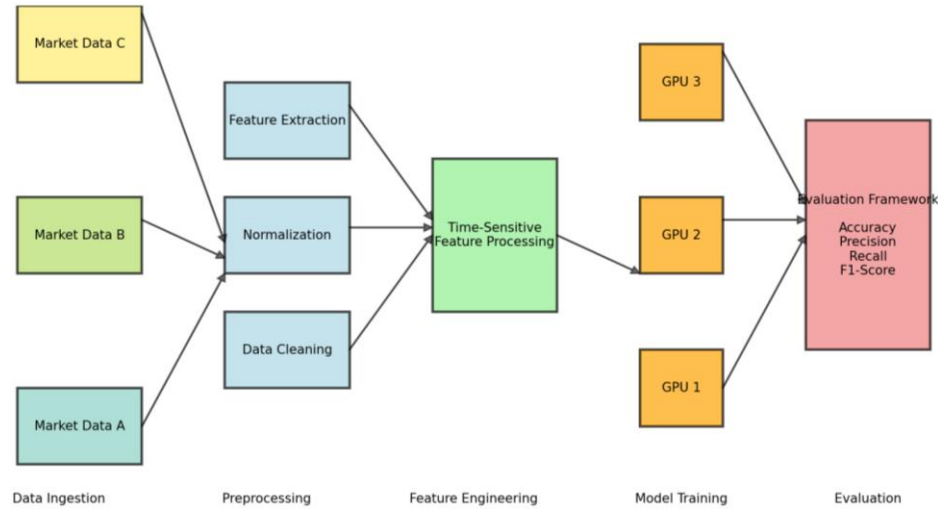 Market Data C
Market Data B
Market Data A
Feature Extraction
Normalization
Data Cleaning
Time-Sensitive
Feature Processing
GPU 3
GPU 2
GPU 1
Evaluation Framework
Accuracy
Precision
Recall
F1-Score
Data Ingestion
Preprocessing
Feature Engineering
Model Training
Evaluation